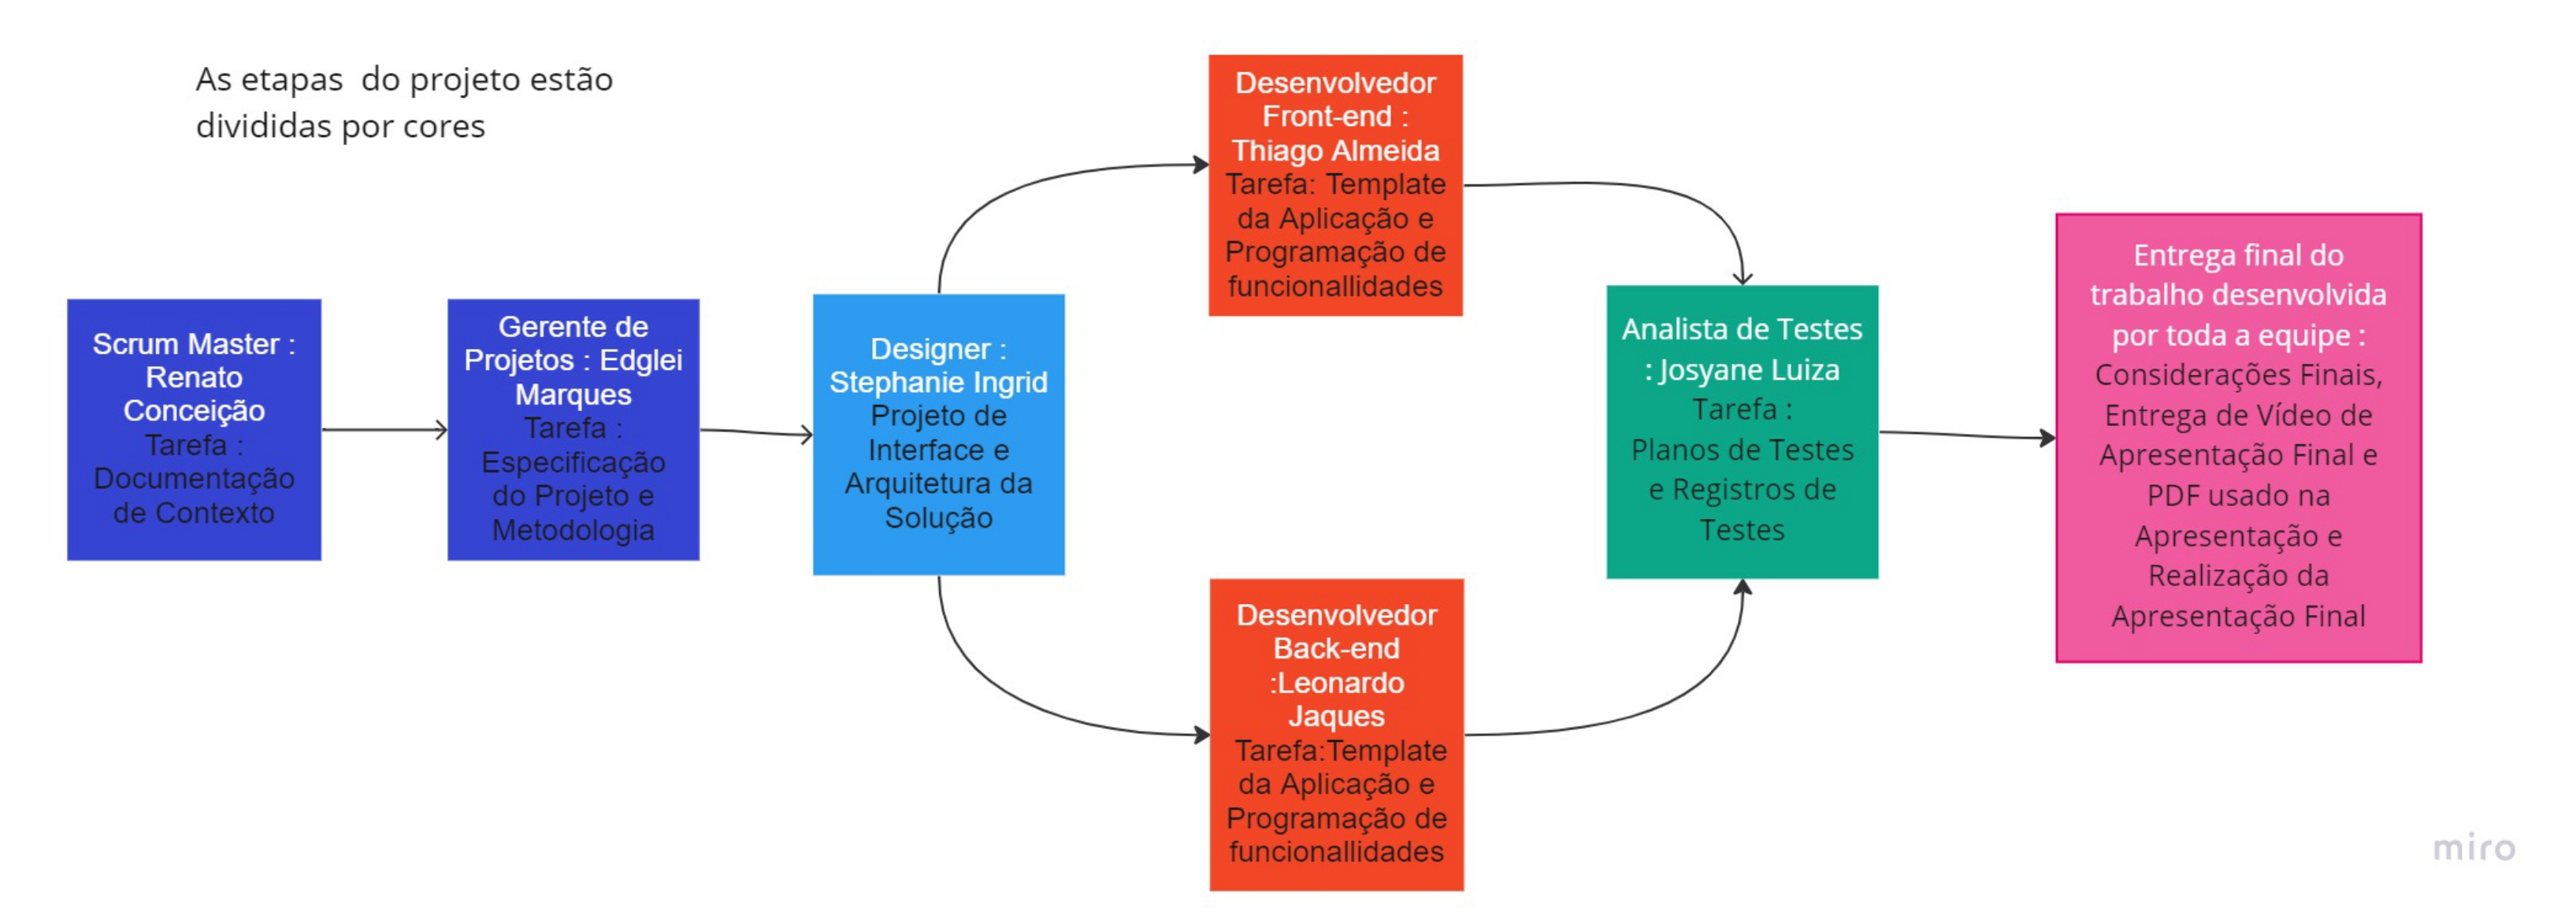 As etapas  do projeto estão
divididas por cores
Scrum Master :
Renato
Conceição
Tarefa :
Documentação
de Contexto
Gerente de
Projetos : Edglei
Marques
Tarefa :
Especificação
do Projeto e
Metodologia
Designer :
Stephanie Ingrid
Projeto de
Interface e
Arquitetura da
Solução
Desenvolvedor
Front-end :
Thiago Almeida
Tarefa: Template
da Aplicação e
Programação de
funcionallidades
Desenvolvedor
Back-end
:Leonardo
Jaques
Tarefa:Template
da Aplicação e
Programação de
funcionallidades
Analista de Testes
: Josyane Luiza
Tarefa :
Planos de Testes
e Registros de
Testes
Entrega final do
trabalho desenvolvida
por toda a equipe :
Considerações Finais,
Entrega de Vídeo de
Apresentação Final e
PDF usado na
Apresentação e
Realização da
Apresentação Final
miro